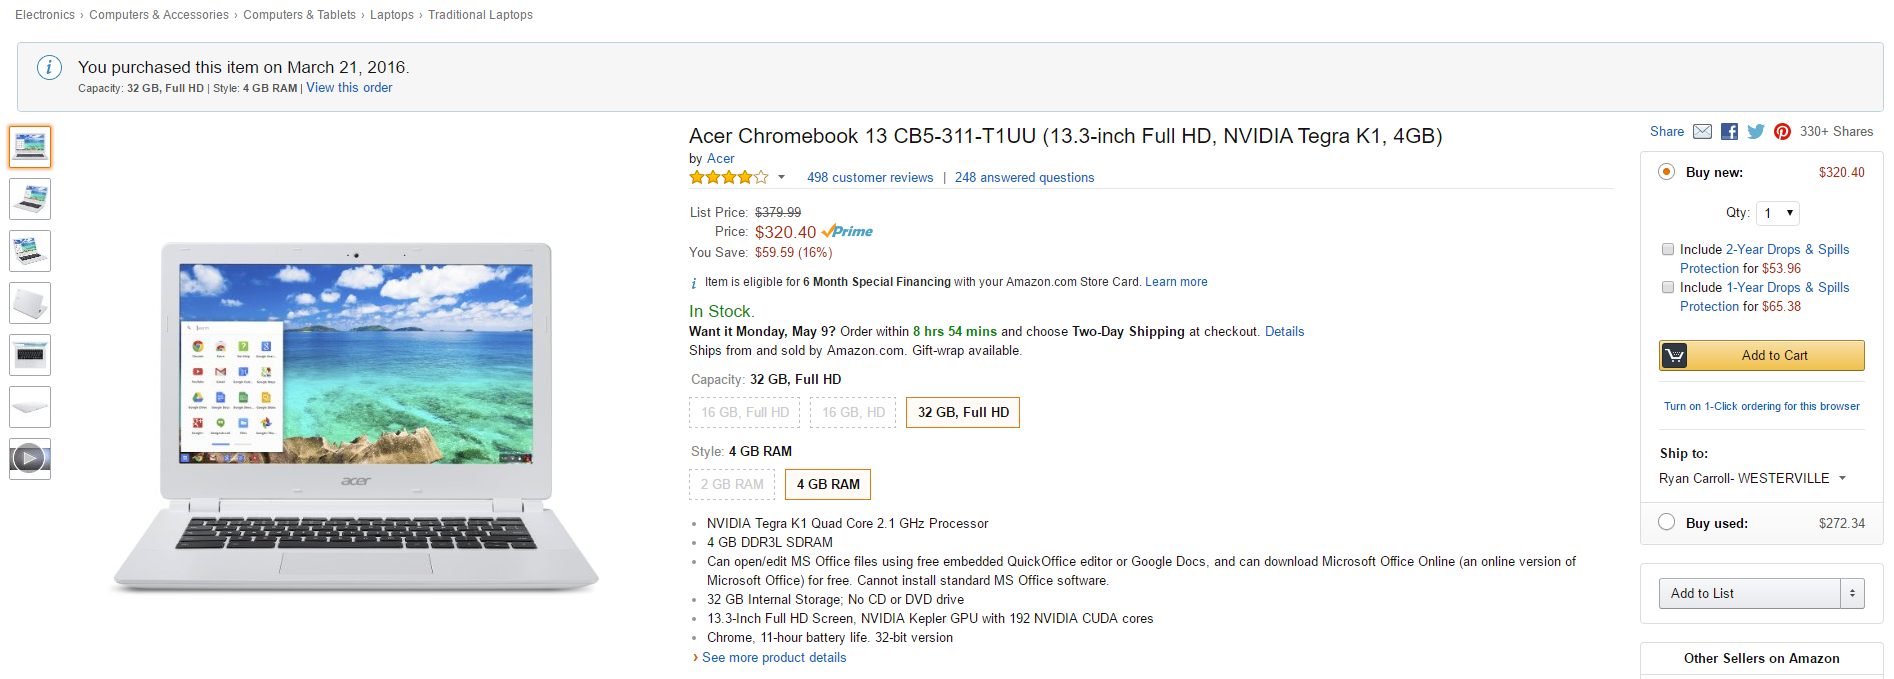 Electronics › Computers & Accessories › Computers & Tablets › Laptops › Traditional Laptops
You purchased this item on March 21, 2016.
Capacity: 32 GB, Full HD | Style: 4 GB RAM | View this order
Acer Chromebook 13 CB5-311-T1UU (13.3-inch Full HD, NVIDIA Tegra K1, 4GB)
by Acer
498 customer reviews | 248 answered questions
List Price: $379.99
Price: $320.40 Prime
You Save: $59.59 (16%)
Item is eligible for 6 Month Special Financing with your Amazon.com Store Card. Learn more
In Stock.
Want it Monday, May 9? Order within 8 hrs 54 mins and choose Two-Day Shipping at checkout. Details
Ships from and sold by Amazon.com. Gift-wrap available.
Capacity: 32 GB, Full HD
16 GB, Full HD 16 GB, HD 32 GB, Full HD
Style: 4 GB RAM
2 GB RAM 4 GB RAM
• NVIDIA Tegra K1 Quad Core 2.1 GHz Processor
• 4 GB DDR3L SDRAM
• Can open/edit MS Office files using free embedded QuickOffice editor or Google Docs, and can download Microsoft Office Online (an online version of
Microsoft Office) for free. Cannot install standard MS Office software.
• 32 GB Internal Storage; No CD or DVD drive
• 13.3-Inch Full HD Screen, NVIDIA Kepler GPU with 192 NVIDIA CUDA cores
• Chrome, 11-hour battery life. 32-bit version
› See more product details
acer
Share 330+ Shares
Buy new: $320.40
Qty: 1
Include 2-Year Drops & Spills
Protection for $53.96
Include 1-Year Drops & Spills
Protection for $65.38
Add to Cart
Turn on 1-Click ordering for this browser
Ship to:
Ryan Carroll- WESTERVILLE
Buy used: $272.34
Add to List
Other Sellers on Amazon